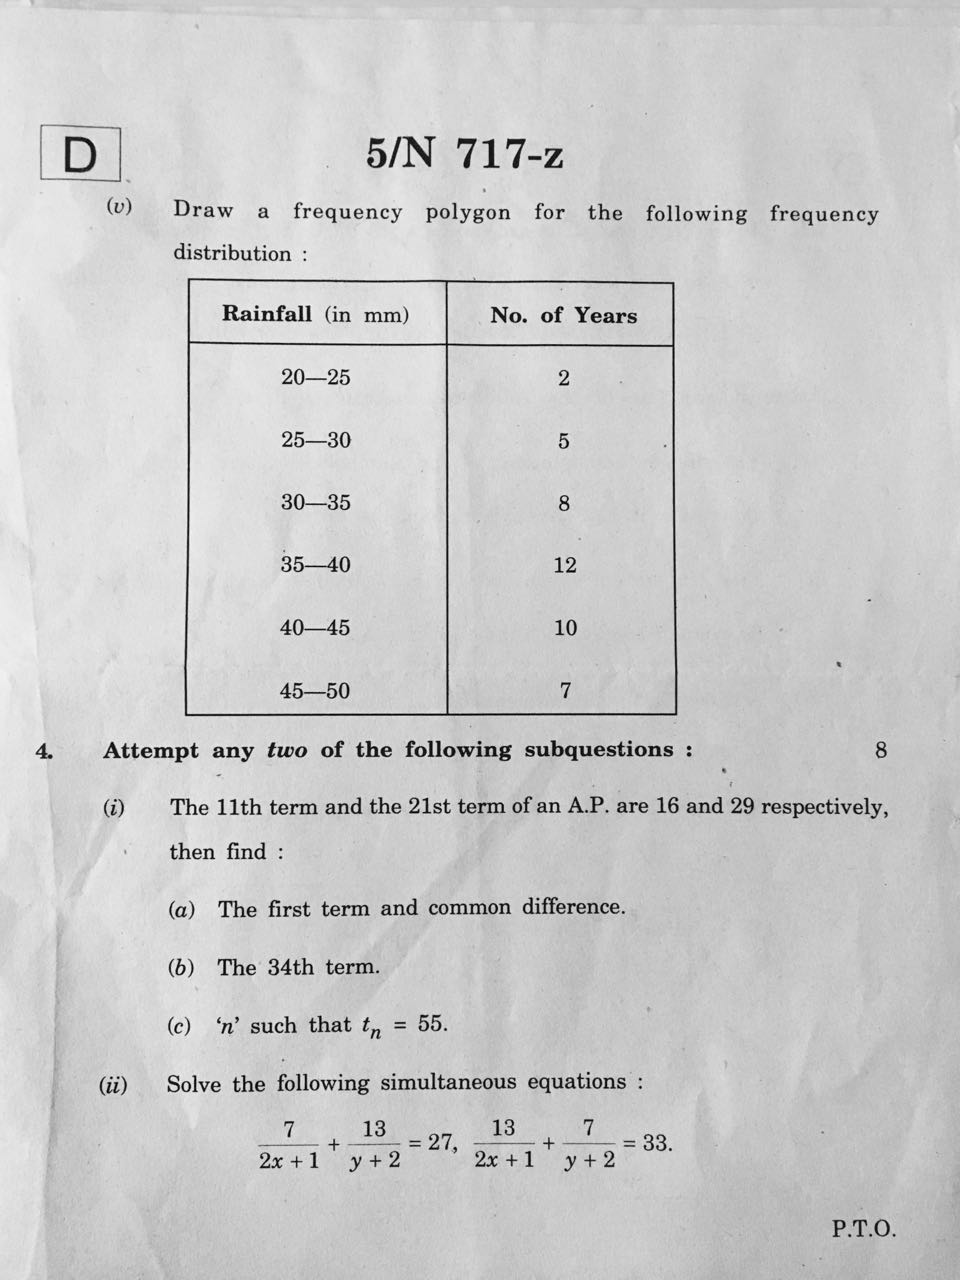 D
5/N 717-z
(v) Draw a frequency polygon for the following frequency
distribution :
Rainfall (in mm) No. of Years
20—25 2
25—30 5
30—35 8
35—40 12
40—45 10
45—50 7
4. Attempt any two of the following subquestions : 8
(i) The 11th term and the 21st term of an A.P. are 16 and 29 respectively,
then find :
(a) The first term and common difference.
(b) The 34th term.
(c) ‘n’ such that tₙ = 55.
(ii) Solve the following simultaneous equations :
7/(2x + 1) + 13/(y + 2) = 27, 13/(2x + 1) + 7/(y + 2) = 33.
P.T.O.